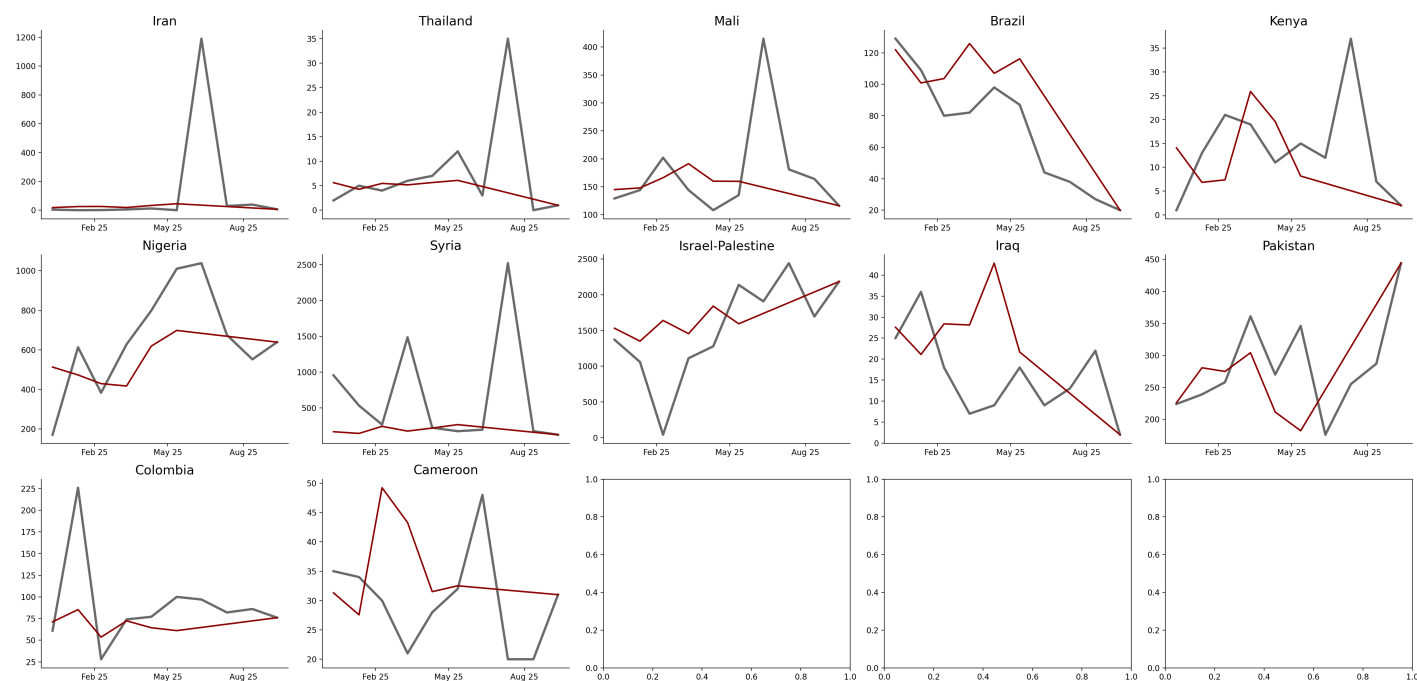 Iran Thailand Mali Brazil Kenya
1200 35 400 120 35
1000 30 350 100 30
800 25 300 80 25
600 20 250 60 20
400 15 200 40 15
200 10 150 20 10
0 5 100 5
0 0
Feb 25 May 25 Aug 25 Feb 25 May 25 Aug 25 Feb 25 May 25 Aug 25 Feb 25 May 25 Aug 25 Feb 25 May 25 Aug 25
Nigeria Syria Israel-Palestine Iraq Pakistan
1000 2500 2500 40 450
800 2000 2000 35 400
600 1500 1500 30 350
400 1000 1000 25 300
200 500 500 20 250
0 15 200
10
5
0
Feb 25 May 25 Aug 25 Feb 25 May 25 Aug 25 Feb 25 May 25 Aug 25 Feb 25 May 25 Aug 25 Feb 25 May 25 Aug 25
Colombia Cameroon
225 50 1.0 1.0 1.0
200 45 0.8 0.8 0.8
175 40 0.6 0.6 0.6
150 35 0.4 0.4 0.4
125 30 0.2 0.2 0.2
100 25 0.0 0.0 0.0
75 20
50
25
Feb 25 May 25 Aug 25 Feb 25 May 25 Aug 25 0.0 0.2 0.4 0.6 0.8 1.0 0.0 0.2 0.4 0.6 0.8 1.0 0.0 0.2 0.4 0.6 0.8 1.0